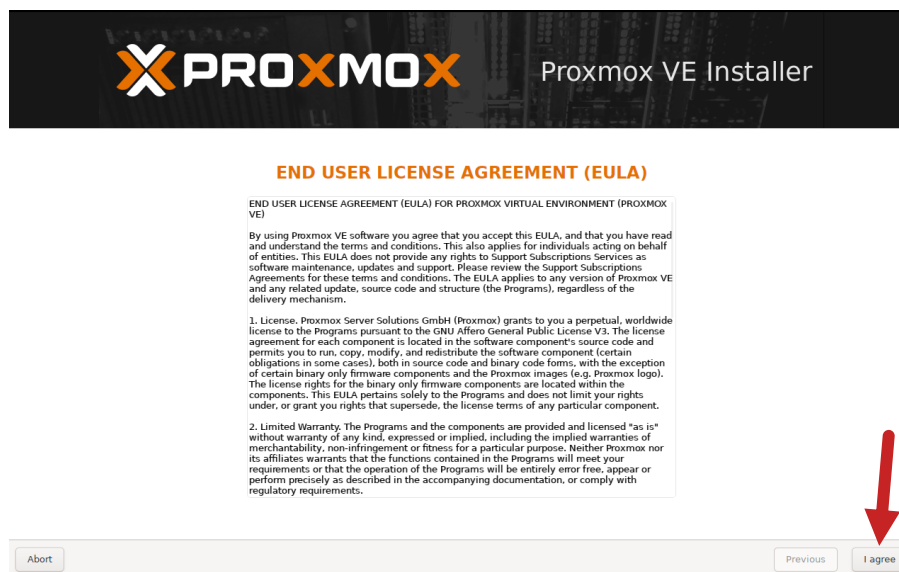 PROXMOX
Proxmox VE Installer
END USER LICENSE AGREEMENT (EULA)
END USER LICENSE AGREEMENT (EULA) FOR PROXMOX VIRTUAL ENVIRONMENT (PROXMOX
VE)
By using Proxmox VE software you agree that you accept this EULA, and that you have read
and understand the terms and conditions. This also applies for individuals acting on behalf
of entities. This EULA does not provide any rights to Support Subscriptions Services as
software maintenance, updates and support. Please review the Support Subscriptions
Agreements for these terms and conditions. The EULA applies to any version of Proxmox VE
and any related update, source code and structure (the Programs), regardless of the
delivery mechanism.
1. License. Proxmox Server Solutions GmbH (Proxmox) grants to you a perpetual, worldwide
license to the Programs pursuant to the GNU Affero General Public License V3. The license
agreement for each component is located in the software component's source code and
permits you to run, copy, modify, and redistribute the software component (certain
obligations in some cases), both in source code and binary code forms, with the exception
of certain binary only firmware components and the Proxmox images (e.g. Proxmox logo).
The license rights for the binary only firmware components are located within the
components. This EULA pertains solely to the Programs and does not limit your rights
under, or grant you rights that supersede, the license terms of any particular component.
2. Limited Warranty. The Programs and the components are provided and licensed "as is"
without warranty of any kind, expressed or implied, including the implied warranties of
merchantability, non-infringement or fitness for a particular purpose. Neither Proxmox nor
its affiliates warrants that the functions contained in the Programs will meet your
requirements or that the operation of the Programs will be entirely error free, appear or
perform precisely as described in the accompanying documentation, or comply with
regulatory requirements.
Abort
Previous
I agree